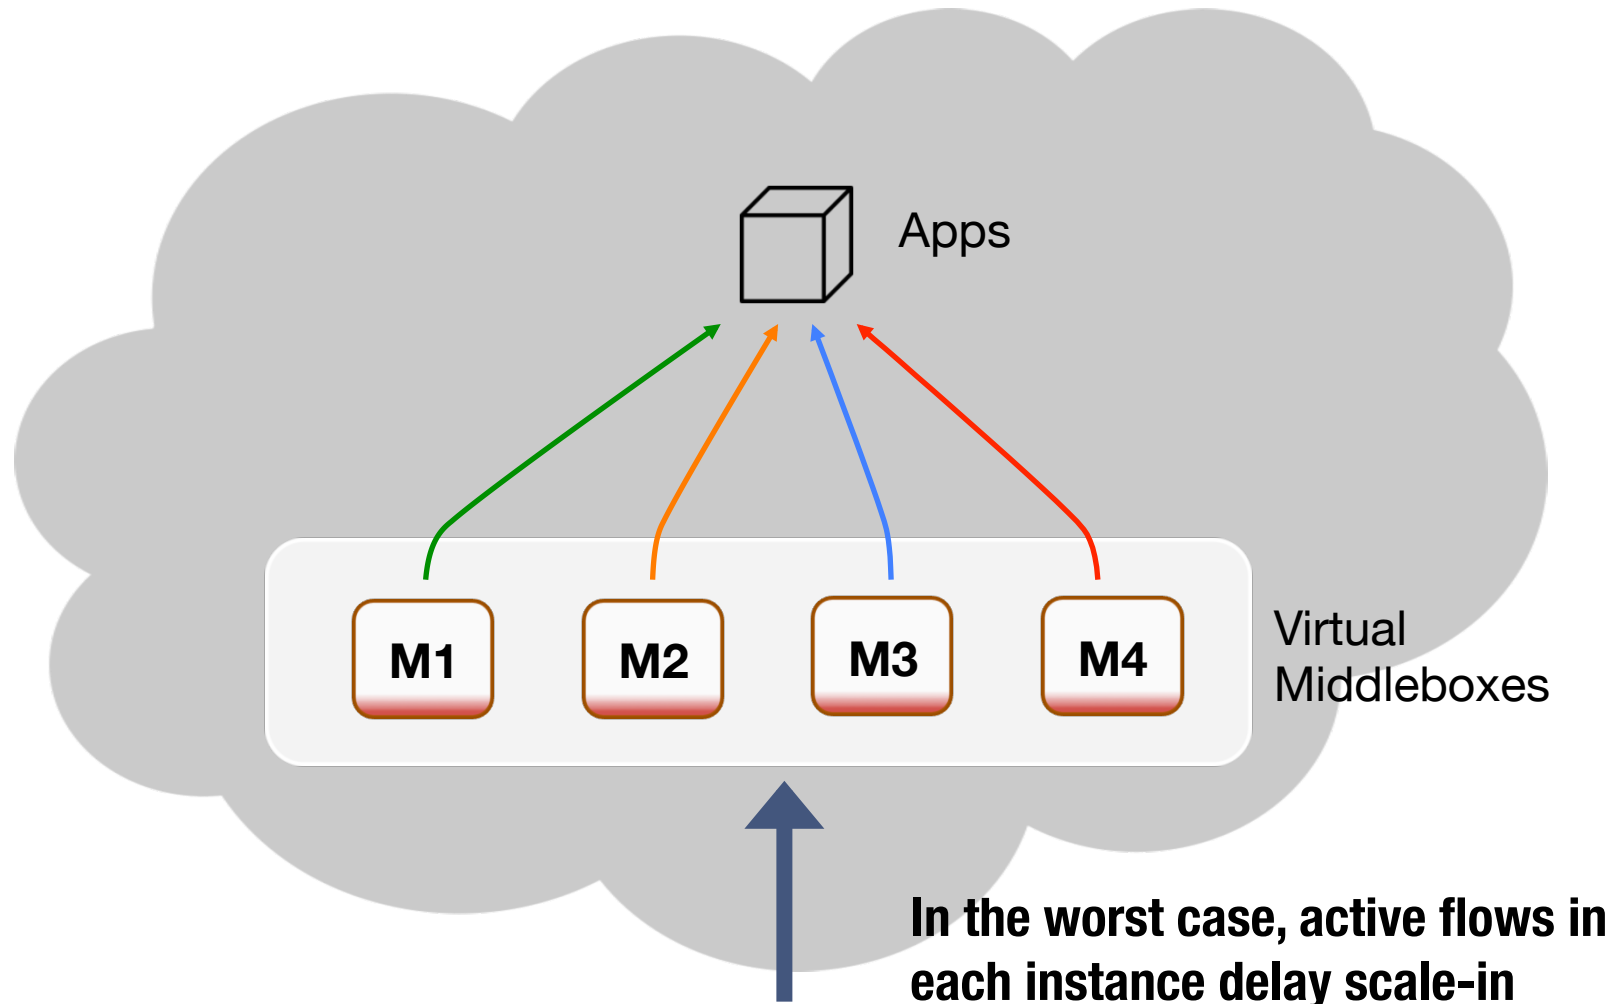 Apps
M1
M2
M3
M4
Virtual
Middleboxes
In the worst case, active flows in
each instance delay scale-in